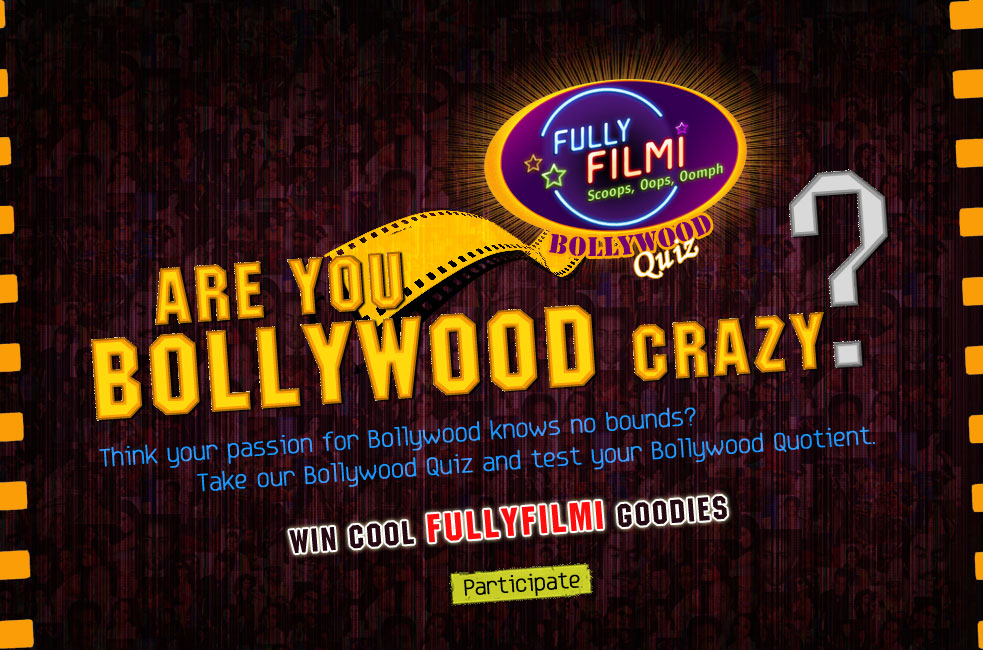 FULLY
FILMI
Scoops, Oops, Oomph
BOLLYWOOD
Quiz
ARE YOU
BOLLYWOOD CRAZY?
Think your passion for Bollywood knows no bounds?
Take our Bollywood Quiz and test your Bollywood Quotient.
WIN COOL FULLYFILMI GOODIES
Participate